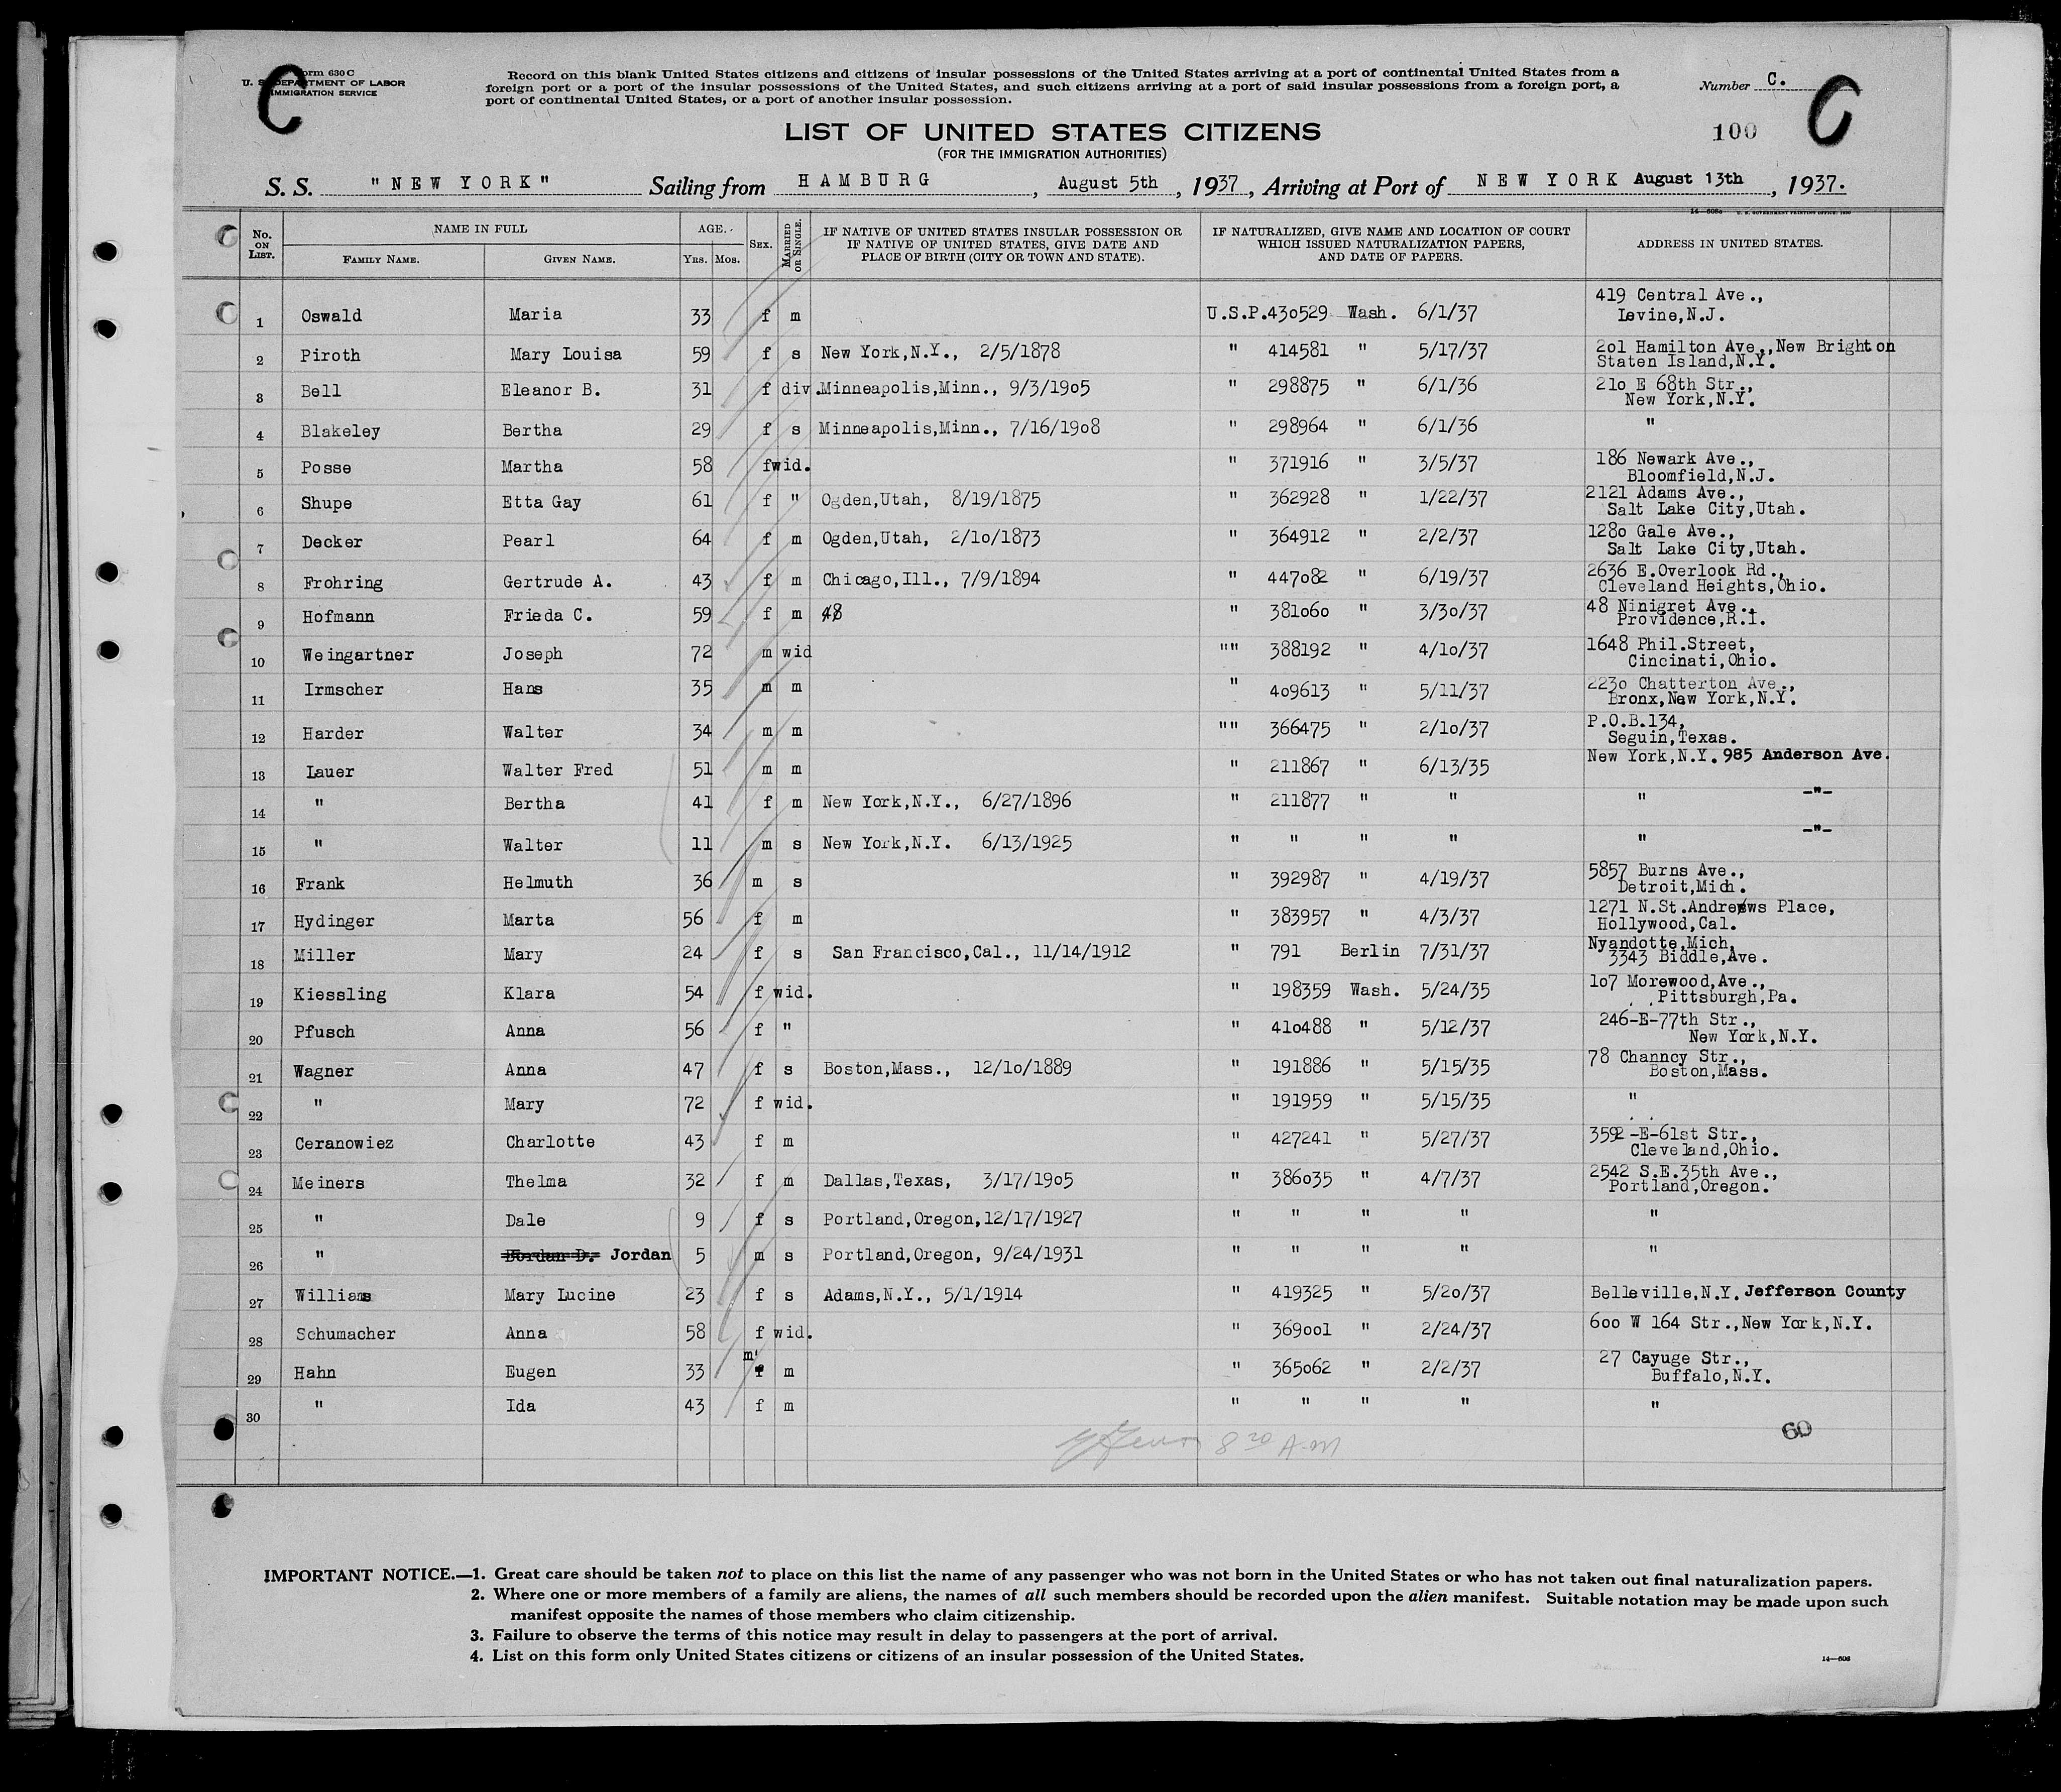 Form 630 C
U. S. DEPARTMENT OF LABOR
IMMIGRATION SERVICE
C
Record on this blank United States citizens and citizens of insular possessions of the United States arriving at a port of continental United States from a
foreign port or a port of the insular possessions of the United States, and such citizens arriving at a port of said insular possessions from a foreign port, a
port of continental United States, or a port of another insular possession.
Number C.
C
LIST OF UNITED STATES CITIZENS
100
(FOR THE IMMIGRATION AUTHORITIES)
S. S. "NEW YORK" Sailing from HAMBURG, August 5th, 1937, Arriving at Port of NEW YORK August 13th, 1937.
No. ON LIST. NAME IN FULL AGE. SEX. MARRIED OR SINGLE. IF NATIVE OF UNITED STATES INSULAR POSSESSION OR IF NATIVE OF UNITED STATES, GIVE DATE AND PLACE OF BIRTH (CITY OR TOWN AND STATE). IF NATURALIZED, GIVE NAME AND LOCATION OF COURT WHICH ISSUED NATURALIZATION PAPERS, AND DATE OF PAPERS. ADDRESS IN UNITED STATES.
FAMILY NAME. GIVEN NAME. YRS. MOS.
1 Oswald Maria 33 f m U.S.P.430529 Wash. 6/1/37 419 Central Ave., Levine,N.J.
2 Piroth Mary Louisa 59 f s New York,N.Y., 2/5/1878 " 414581 " 5/17/37 2o1 Hamilton Ave.,New Brighton Staten Island,N.Y.
3 Bell Eleanor B. 31 f div. Minneapolis,Minn., 9/3/19o5 " 298875 " 6/1/36 21o E 68th Str., New York,N.Y.
4 Blakeley Bertha 29 f s Minneapolis,Minn., 7/16/19o8 " 298964 " 6/1/36 "
5 Posse Martha 58 f wid. " 371916 " 3/5/37 186 Newark Ave., Bloomfield,N.J.
6 Shupe Etta Gay 61 f " Ogden,Utah, 8/19/1875 " 362928 " 1/22/37 2121 Adams Ave., Salt Lake City,Utah.
7 Decker Pearl 64 f m Ogden,Utah, 2/1o/1873 " 364912 " 2/2/37 128o Gale Ave., Salt Lake City,Utah.
8 Frohring Gertrude A. 43 f m Chicago,Ill., 7/9/1894 " 447o82 " 6/19/37 2636 E.Overlook Rd., Cleveland Heights,Ohio.
9 Hofmann Frieda C. 59 f m 48 " 381o6o " 3/3o/37 48 Ninigret Ave., Providence,R.I.
10 Weingartner Joseph 72 m wid "" 388192 " 4/1o/37 1648 Phil.Street, Cincinati,Ohio.
11 Irmscher Hans 35 m m " 4o9613 " 5/11/37 223o Chatterton Ave., Bronx,New York,N.Y.
12 Harder Walter 34 m m "" 366475 " 2/1o/37 P.O.B.134, Seguin,Texas.
13 Lauer Walter Fred 51 m m " 211867 " 6/13/35 New York,N.Y. 985 Anderson Ave.
14 " Bertha 41 f m New York,N.Y., 6/27/1896 " 211877 " " " -"-
15 " Walter 11 m s New York,N.Y. 6/13/1925 " " " " " -"-
16 Frank Helmuth 36 m s " 392987 " 4/19/37 5857 Burns Ave., Detroit,Mich.
17 Hydinger Marta 56 f m " 383957 " 4/3/37 1271 N.St.Andrews Place, Hollywood,Cal.
18 Miller Mary 24 f s San Francisco,Cal., 11/14/1912 " 791 Berlin 7/31/37 Nyandotte,Mich, 3343 Biddle,Ave.
19 Kiessling Klara 54 f wid. " 198359 Wash. 5/24/35 1o7 Morewood,Ave., Pittsburgh,Pa.
20 Pfusch Anna 56 f " " 41o488 " 5/12/37 246-E-77th Str., New York,N.Y.
21 Wagner Anna 47 f s Boston,Mass., 12/1o/1889 " 191886 " 5/15/35 78 Channcy Str., Boston,Mass.
22 " Mary 72 f wid. " 191959 " 5/15/35 "
23 Ceranowiez Charlotte 43 f m " 427241 " 5/27/37 3592-E-61st Str., Cleveland,Ohio.
24 Meiners Thelma 32 f m Dallas,Texas, 3/17/19o5 " 386o35 " 4/7/37 2542 S.E.35th Ave., Portland,Oregon.
25 " Dale 9 f s Portland,Oregon,12/17/1927 " " " " "
26 " Jordan 5 m s Portland,Oregon, 9/24/1931 " " " " "
27 Williams Mary Lucine 23 f s Adams,N.Y., 5/1/1914 " 419325 " 5/2o/37 Belleville,N.Y. Jefferson County
28 Schumacher Anna 58 f wid. " 369oo1 " 2/24/37 6oo W 164 Str.,New York,N.Y.
29 Hahn Eugen 33 m m " 365o62 " 2/2/37 27 Cayuge Str., Buffalo,N.Y.
30 " Ida 43 f m " " " " "
8 20 A-M
60
IMPORTANT NOTICE.—1. Great care should be taken not to place on this list the name of any passenger who was not born in the United States or who has not taken out final naturalization papers.
2. Where one or more members of a family are aliens, the names of all such members should be recorded upon the alien manifest. Suitable notation may be made upon such
manifest opposite the names of those members who claim citizenship.
3. Failure to observe the terms of this notice may result in delay to passengers at the port of arrival.
4. List on this form only United States citizens or citizens of an insular possession of the United States.
14—608